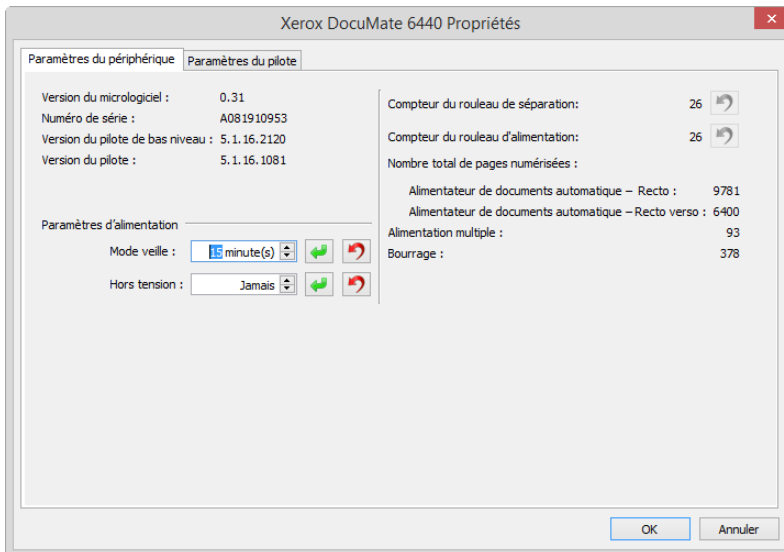 Xerox DocuMate 6440 Propriétés
Paramètres du périphérique
Paramètres du pilote
Version du micrologiciel : 0.31
Numéro de série : A081910953
Version du pilote de bas niveau : 5.1.16.2120
Version du pilote : 5.1.16.1081
Paramètres d'alimentation
Mode veille : 15 minute(s)
Hors tension : Jamais
Compteur du rouleau de séparation: 26
Compteur du rouleau d'alimentation: 26
Nombre total de pages numérisées :
Alimentateur de documents automatique – Recto : 9781
Alimentateur de documents automatique – Recto verso : 6400
Alimentation multiple : 93
Bourrage : 378
OK
Annuler